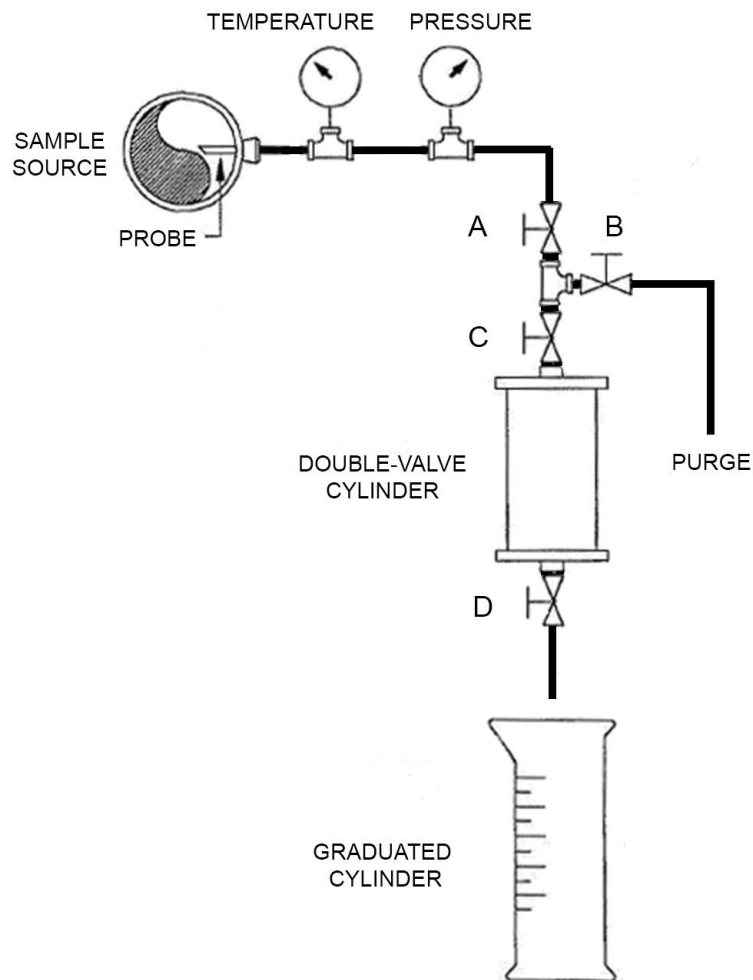 TEMPERATURE
PRESSURE
SAMPLE
SOURCE
PROBE
A
B
C
DOUBLE-VALVE
CYLINDER
PURGE
D
GRADUATED
CYLINDER